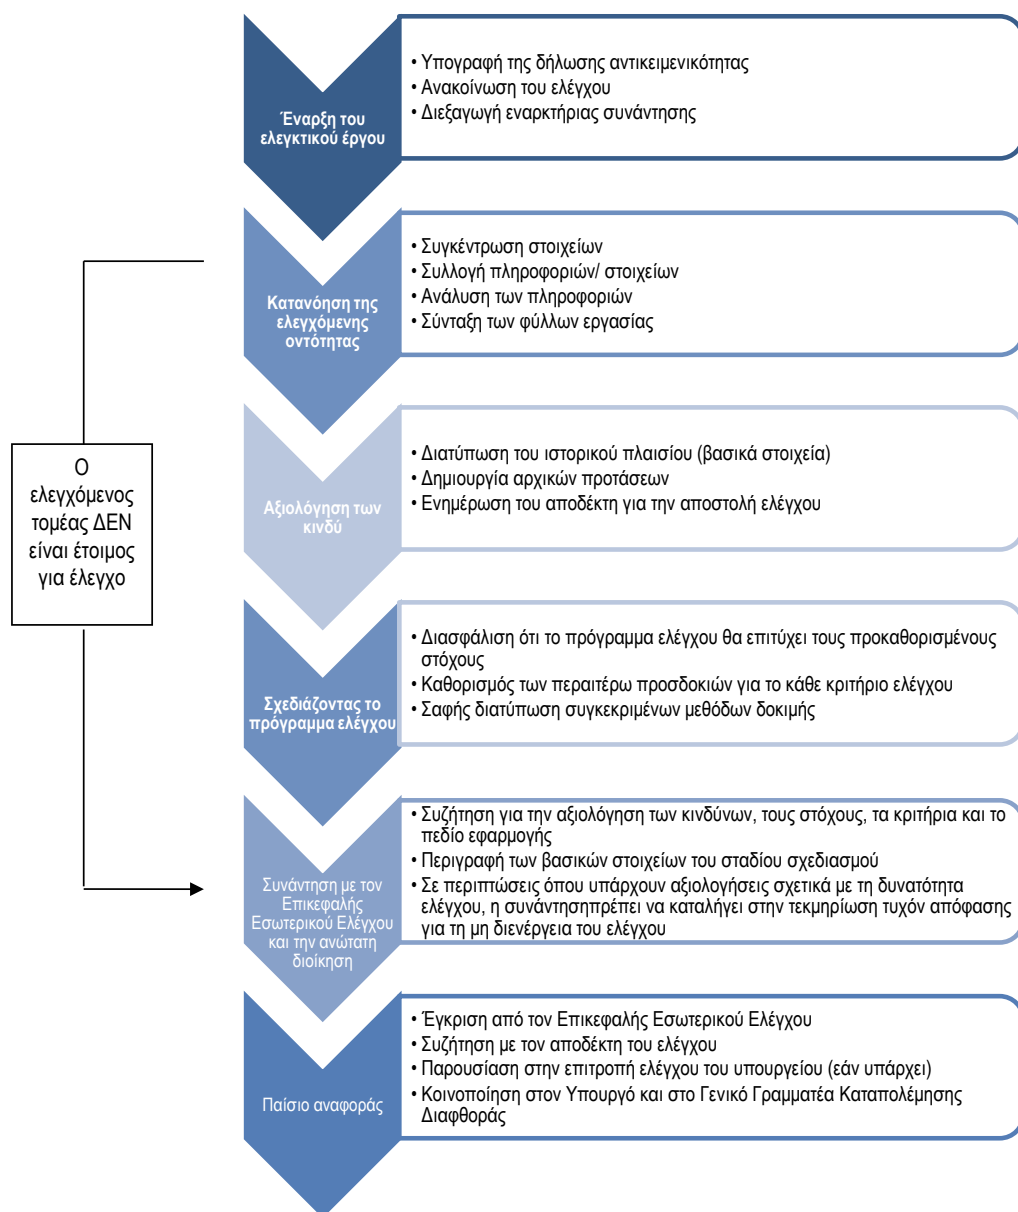 Έναρξη του
ελεγκτικού έργου
• Υπογραφή της δήλωσης αντικειμενικότητας
• Ανακοίνωση του ελέγχου
• Διεξαγωγή εναρκτήριας συνάντησης
Κατανόηση της
ελεγχόμενης
οντότητας
• Συγκέντρωση στοιχείων
• Συλλογή πληροφοριών/ στοιχείων
• Ανάλυση των πληροφοριών
• Σύνταξη των φύλλων εργασίας
Ο
ελεγχόμενος
τομέας ΔΕΝ
είναι έτοιμος
για έλεγχο
Αξιολόγηση των
κινδύ
• Διατύπωση του ιστορικού πλαισίου (βασικά στοιχεία)
• Δημιουργία αρχικών προτάσεων
• Ενημέρωση του αποδέκτη για την αποστολή ελέγχου
Σχεδιάζοντας το
πρόγραμμα ελέγχου
• Διασφάλιση ότι το πρόγραμμα ελέγχου θα επιτύχει τους προκαθορισμένους
στόχους
• Καθορισμός των περαιτέρω προσδοκιών για το κάθε κριτήριο ελέγχου
• Σαφής διατύπωση συγκεκριμένων μεθόδων δοκιμής
Συνάντηση με τον
Επικεφαλής
Εσωτερικού Ελέγχου
και την ανώτατη
διοίκηση
• Συζήτηση για την αξιολόγηση των κινδύνων, τους στόχους, τα κριτήρια και το
πεδίο εφαρμογής
• Περιγραφή των βασικών στοιχείων του σταδίου σχεδιασμού
• Σε περιπτώσεις όπου υπάρχουν αξιολογήσεις σχετικά με τη δυνατότητα
ελέγχου, η συνάντησηπρέπει να καταλήγει στην τεκμηρίωση τυχόν απόφασης
για τη μη διενέργεια του ελέγχου
Παίσιο αναφοράς
• Έγκριση από τον Επικεφαλής Εσωτερικού Ελέγχου
• Συζήτηση με τον αποδέκτη του ελέγχου
• Παρουσίαση στην επιτροπή ελέγχου του υπουργείου (εάν υπάρχει)
• Κοινοποίηση στον Υπουργό και στο Γενικό Γραμματέα Καταπολέμησης
Διαφθοράς